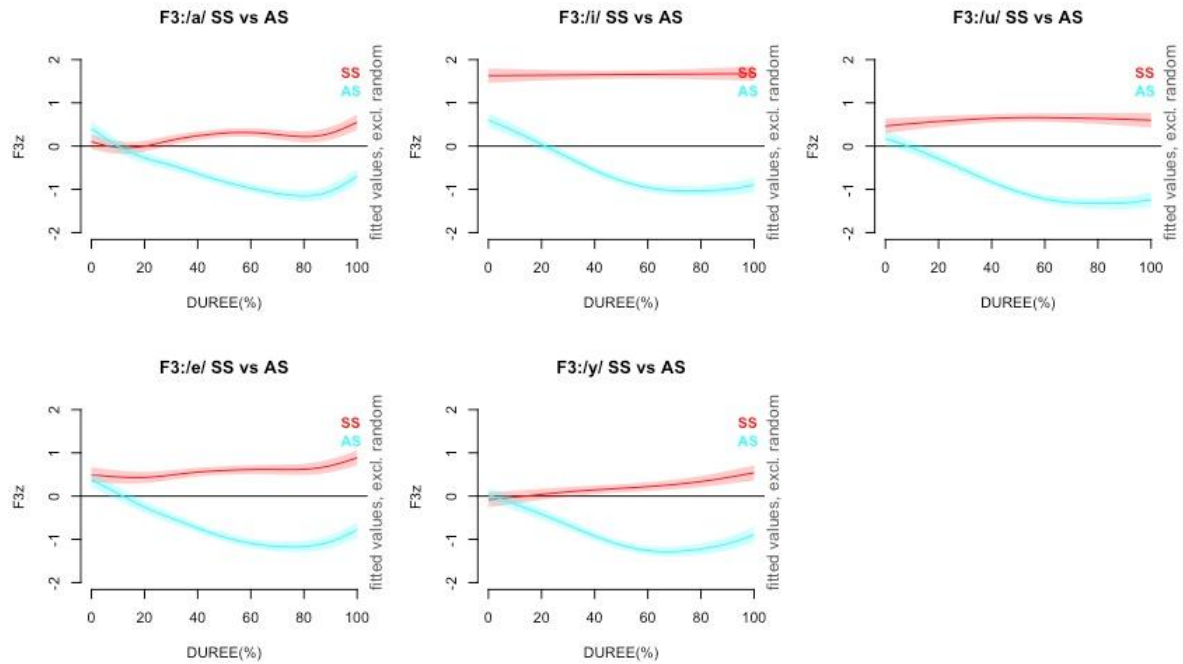 F3:/a/ SS vs AS
F3z
2
1
0
-1
-2
SS
AS
fitted values, excl. random
0 20 40 60 80 100
DUREE(%)
F3:/i/ SS vs AS
F3z
2
1
0
-1
-2
SS
AS
fitted values, excl. random
0 20 40 60 80 100
DUREE(%)
F3:/u/ SS vs AS
F3z
2
1
0
-1
-2
SS
AS
fitted values, excl. random
0 20 40 60 80 100
DUREE(%)
F3:/e/ SS vs AS
F3z
2
1
0
-1
-2
SS
AS
fitted values, excl. random
0 20 40 60 80 100
DUREE(%)
F3:/y/ SS vs AS
F3z
2
1
0
-1
-2
SS
AS
fitted values, excl. random
0 20 40 60 80 100
DUREE(%)